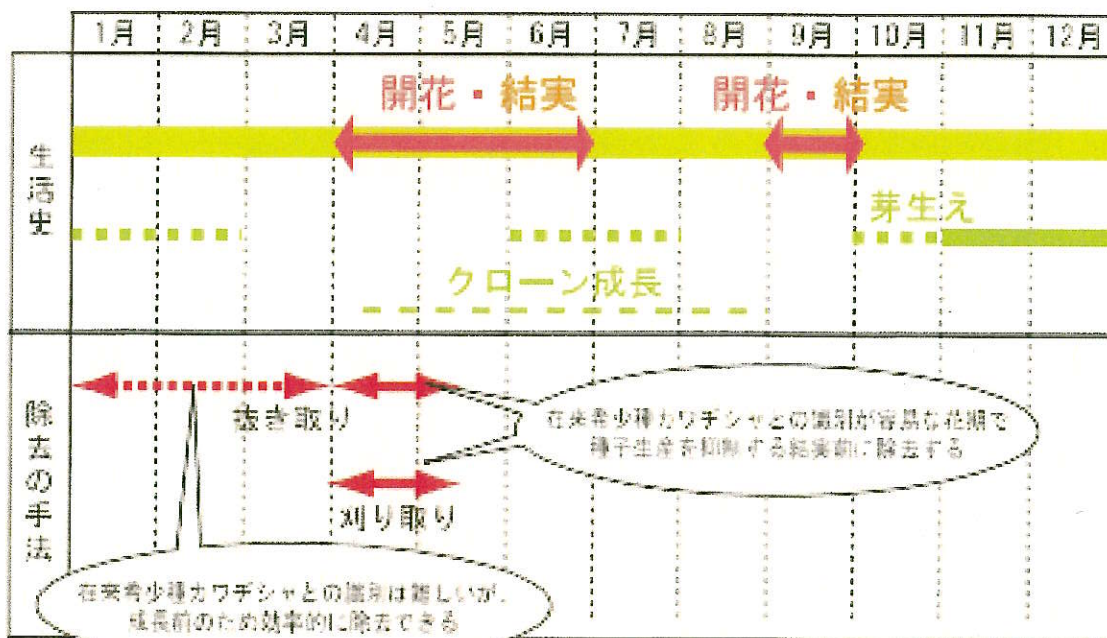 1月 2月 3月 4月 5月 6月 7月 8月 9月 10月 11月 12月
生活史
開花・結実 開花・結実
芽生え
クローン成長
除去の手法
抜き取り
在来希少種カワヂシャとの識別が容易な花期で
種子生産を抑制する結実前に除去する
刈り取り
在来希少種カワヂシャとの識別は難しいが、
成長前のため効率的に除去できる